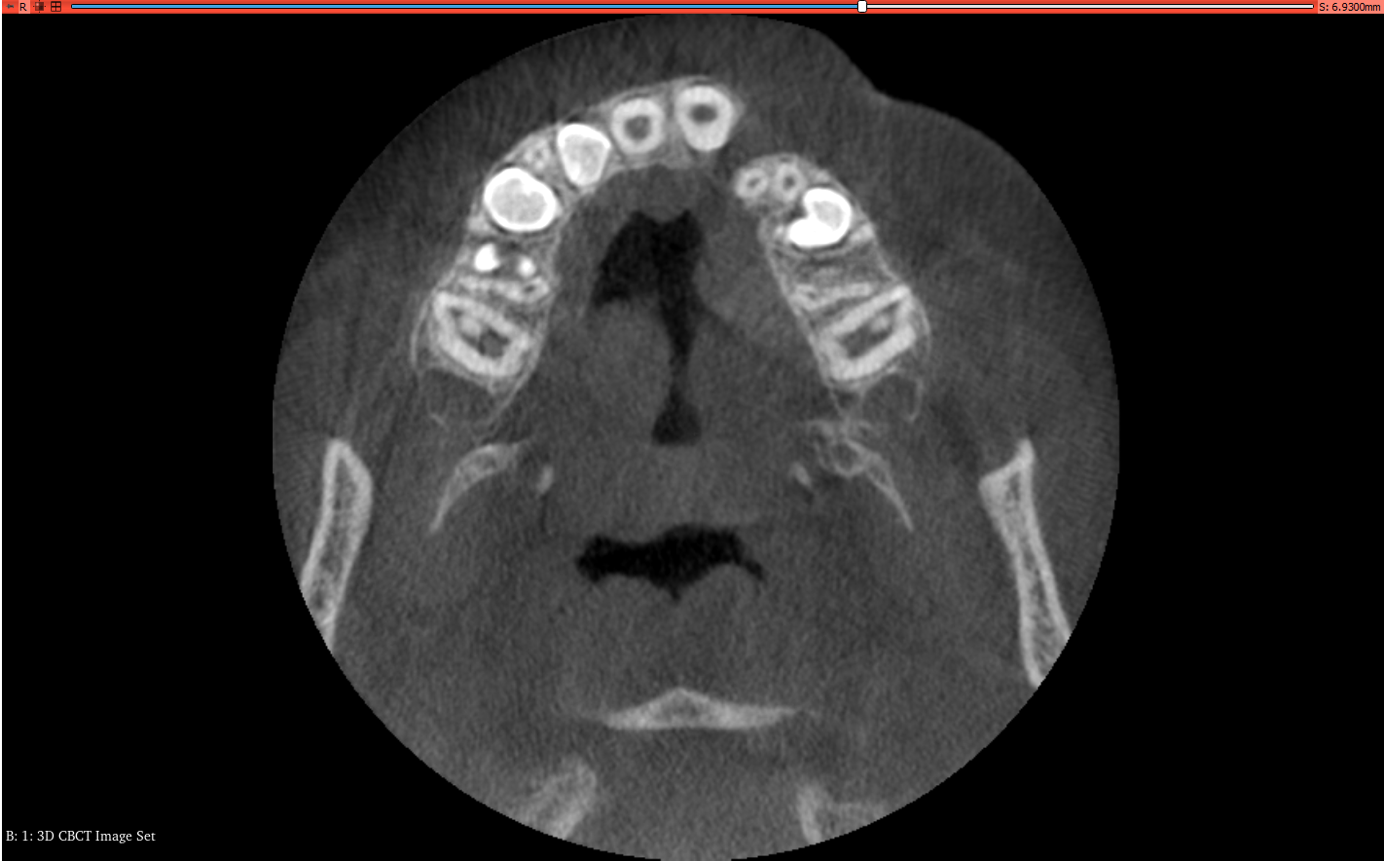 R
S: 6.9300mm
B: 1: 3D CBCT Image Set